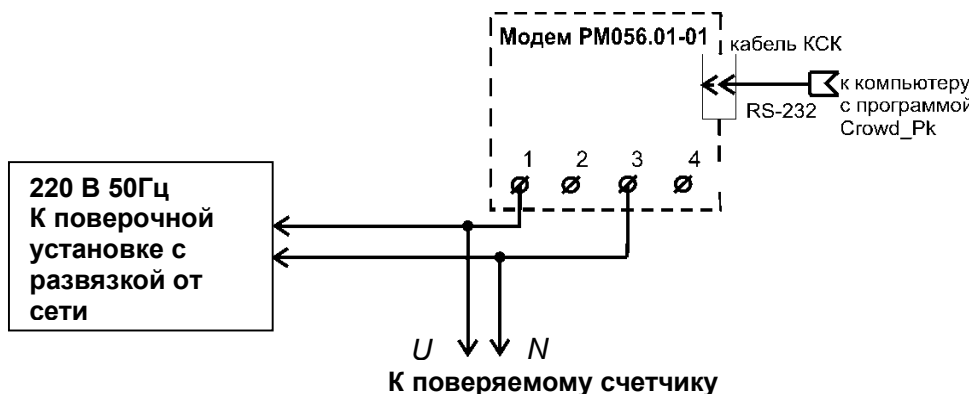 Модем РМ056.01-01
кабель КСК
к компьютеру
с программой
Crowd_Pk
RS-232
1 2 3 4
220 В 50Гц
К поверочной
установке с
развязкой от
сети
U N
К поверяемому счетчику